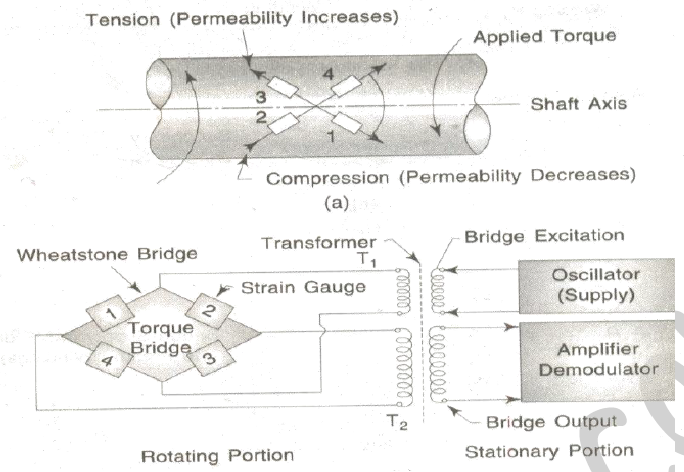 Tension (Permeability Increases)
Applied Torque
4
3
2
1
Shaft Axis
Compression (Permeability Decreases)
(a)
Wheatstone Bridge
Transformer
T1
Bridge Excitation
Strain Gauge
Oscillator
(Supply)
1
2
Torque
Bridge
4
3
Amplifier
Demodulator
T2
Bridge Output
Rotating Portion
Stationary Portion